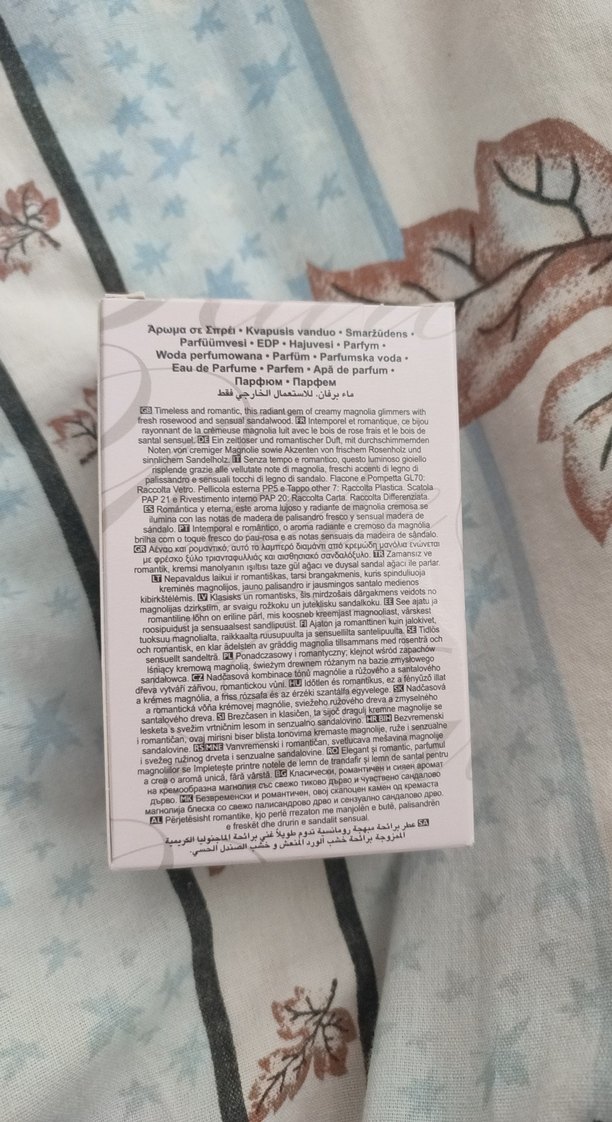 Άρωμα σε Σπρέι • Kvapusis vanduo • Smaržūdens •
Parfüümvesi • EDP • Hajuvesi • Parfym •
Woda perfumowana • Parfüm • Parfumska voda •
Eau de Parfume • Parfem • Apă de parfum •
Парфюм • Парфем
ماء برفان. للاستعمال الخارجي فقط
GB Timeless and romantic, this radiant gem of creamy magnolia glimmers with
fresh rosewood and sensual sandalwood. FR Intemporel et romantique, ce bijou
rayonnant de la crémeuse magnolia luit avec le bois de rose frais et le bois de
santal sensuel. DE Ein zeitloser und romantischer Duft, mit durchschimmernden
Noten von cremiger Magnolie sowie Akzenten von frischem Rosenholz und
sinnlichem Sandelholz. IT Senza tempo e romantico, questo luminoso gioiello
risplende grazie alle vellutate note di magnolia, freschi accenti di legno di
palissandro e sensuali tocchi di legno di sandalo. Flacone e Pompetta GL70:
Raccolta Vetro. Pellicola esterna PP5 e Tappo other 7: Raccolta Plastica. Scatola
PAP 21 e Rivestimento interno PAP 20: Raccolta Carta. Raccolta Differenziata.
ES Romántica y eterna, este aroma lujoso y radiante de magnolia cremosa se
ilumina con las notas de madera de palisandro fresco y sensual madera de
sándalo. PT Intemporal e romântico, o aroma radiante e cremoso da magnólia
brilha com o toque fresco do pau-rosa e as notas sensuais da madeira de sândalo.
GR Αέναο και ρομαντικό, αυτό το λαμπερό διαμάντι από κρεμώδη μανόλια ενώνεται
με φρέσκο ξύλο τριανταφυλλιάς και αισθησιακό σανδαλόξυλο. TR Zamansız ve
romantik, kremsi manolyanın ışıltısı taze gül ağacı ve duysal sandal ağacı ile parlar.
LT Nepavaldus laikui ir romantiškas, tarsi brangakmenis, kuris spinduliuoja
kreminės magnolijos, jauno palisandro ir jausmingos santalo medienos
kibirkštėlėmis. LV Klasisks un romantisks, šis mirdzošais dārgakmens veidots no
magnolijas dzirkstīm, ar svaigu rožkoku un juteklisku sandalkoku. EE See ajatu ja
romantiline lõhn on eriline pärl, mis koosneb kreemjast magnooliast, värskest
roosipuidust ja sensuaalsest sandlipuust. FI Ajaton ja romanttinen kuin jalokivet,
tuoksuu magnolialta, raikkaalta ruusupuulta ja sensuellilta santelipuulta. SE Tidlös
och romantisk, en klar ädelsten av gräddig magnolia tillsammans med rosenträ och
sensuellt sandelträ. PL Ponadczasowy i romantyczny; klejnot wśród zapachów
lśniący kremową magnolią, świeżym drewnem różanym na bazie zmysłowego
sandałowca. CZ Nadčasová kombinace tónů magnólie a růžového a santalového
dřeva vytváří zářivou, romantickou vůni. HU Időtlen és romantikus, ez a fénylő illat
a krémes magnólia, a friss rózsafa és az érzéki szantálfa egyvelege. SK Nadčasová
a romantická vôňa krémovej magnólie, sviežeho ružového dreva a zmyselného
santalového dreva. SI Brezčasen in klasičen, ta sijoč dragulj kremne magnolije se
lesketa s svežim vrtničnim lesom in senzualno sandalovino. HR BIH Bezvremenski
i romantičan, ovaj mirisni biser blista tonovima kremaste magnolije, ruže i senzualne
sandalovine. RS/MNE Vanvremenski i romantičan, svetlucava mešavina magnolije
i svežeg ružinog drveta i senzualne sandalovine. RO Elegant și romantic, parfumul
magnoliilor se împletește printre notele de lemn de trandafir și lemn de santal pentru
a crea o aromă unică, fără vârstă. BG Класически, романтичен и сияен аромат
на кремообразна магнолия със свежо тиково дърво и чувствено сандалово
дърво. MK Безвременски и романтичен, овој скапоцен камен од кремаста
магнолија блеска со свежо палисандрово дрво и сензуално сандалово дрво.
AL Përjetësisht romantike, kjo perlë rrezaton me manjolën e butë, palisandrën
e freskët dhe drurin e sandalit sensual.
SA عطر برائحة مبهجة رومانسية تدوم طويلاً غني برائحة الماجنوليا الكريمية
الممزوجة برائحة خشب الورد المنعش و خشب الصندل الحسي.